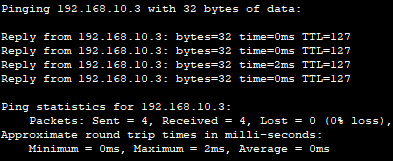 Pinging 192.168.10.3 with 32 bytes of data:
Reply from 192.168.10.3: bytes=32 time=0ms TTL=127
Reply from 192.168.10.3: bytes=32 time=0ms TTL=127
Reply from 192.168.10.3: bytes=32 time=2ms TTL=127
Reply from 192.168.10.3: bytes=32 time=0ms TTL=127
Ping statistics for 192.168.10.3:
Packets: Sent = 4, Received = 4, Lost = 0 (0% loss),
Approximate round trip times in milli-seconds:
Minimum = 0ms, Maximum = 2ms, Average = 0ms